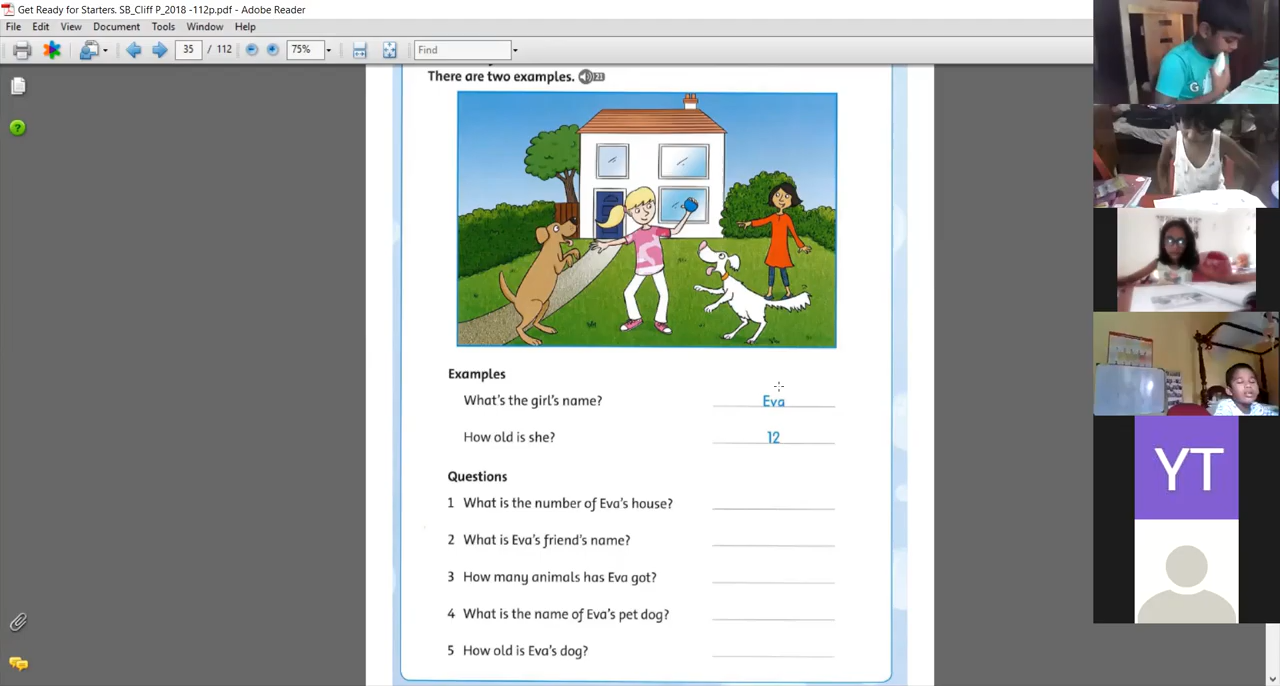 Get Ready for Starters. SB_Cliff P_2018 -112p.pdf - Adobe Reader
File Edit View Document Tools Window Help
35 / 112 75% Find
There are two examples. 23
Examples
What's the girl's name? Eva
How old is she? 12
Questions
1 What is the number of Eva's house?
2 What is Eva's friend's name?
3 How many animals has Eva got?
4 What is the name of Eva's pet dog?
5 How old is Eva's dog?
YT